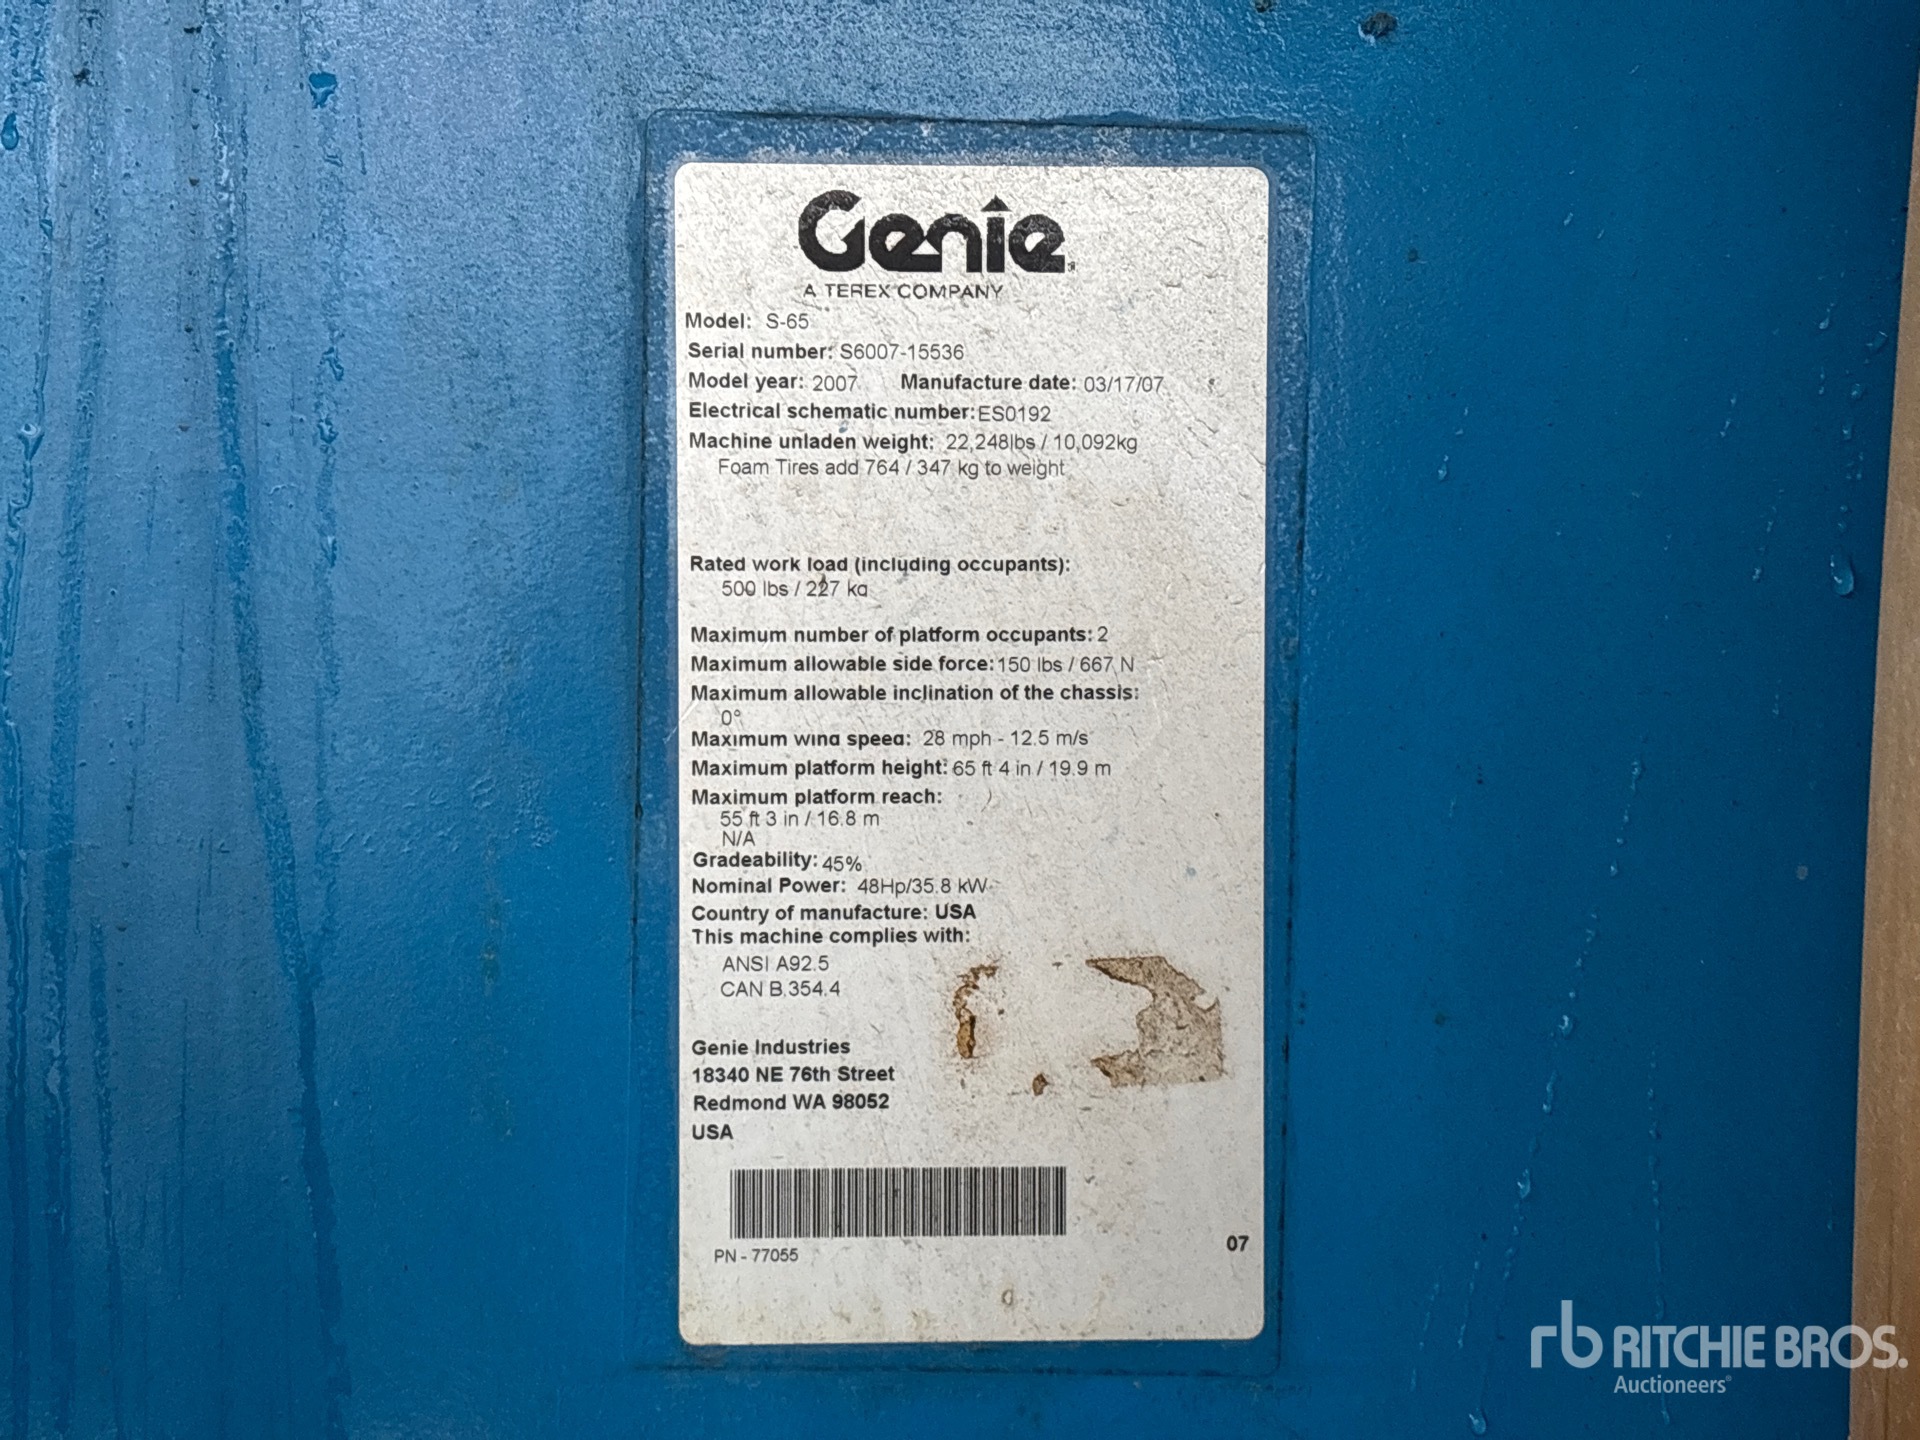 Genie
A TEREX COMPANY
Model: S-65
Serial number: S6007-15536
Model year: 2007 Manufacture date: 03/17/07
Electrical schematic number: ES0192
Machine unladen weight: 22,248lbs / 10,092kg
Foam Tires add 764 / 347 kg to weight
Rated work load (including occupants):
500 lbs / 227 kg
Maximum number of platform occupants: 2
Maximum allowable side force: 150 lbs / 667 N
Maximum allowable inclination of the chassis:
0°
Maximum wind speed: 28 mph - 12.5 m/s
Maximum platform height: 65 ft 4 in / 19.9 m
Maximum platform reach:
55 ft 3 in / 16.8 m
N/A
Gradeability: 45%
Nominal Power: 48Hp/35.8 kW
Country of manufacture: USA
This machine complies with:
ANSI A92.5
CAN B.354.4
Genie Industries
18340 NE 76th Street
Redmond WA 98052
USA
PN - 77055
07
rb RITCHIE BROS.
Auctioneers®